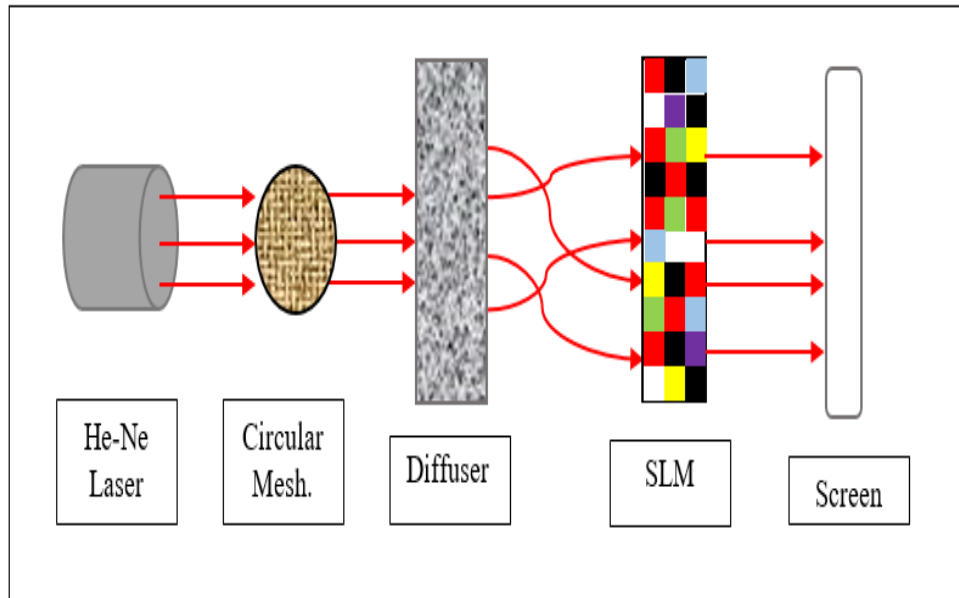 He-Ne
Laser
Circular
Mesh.
Diffuser
SLM
Screen